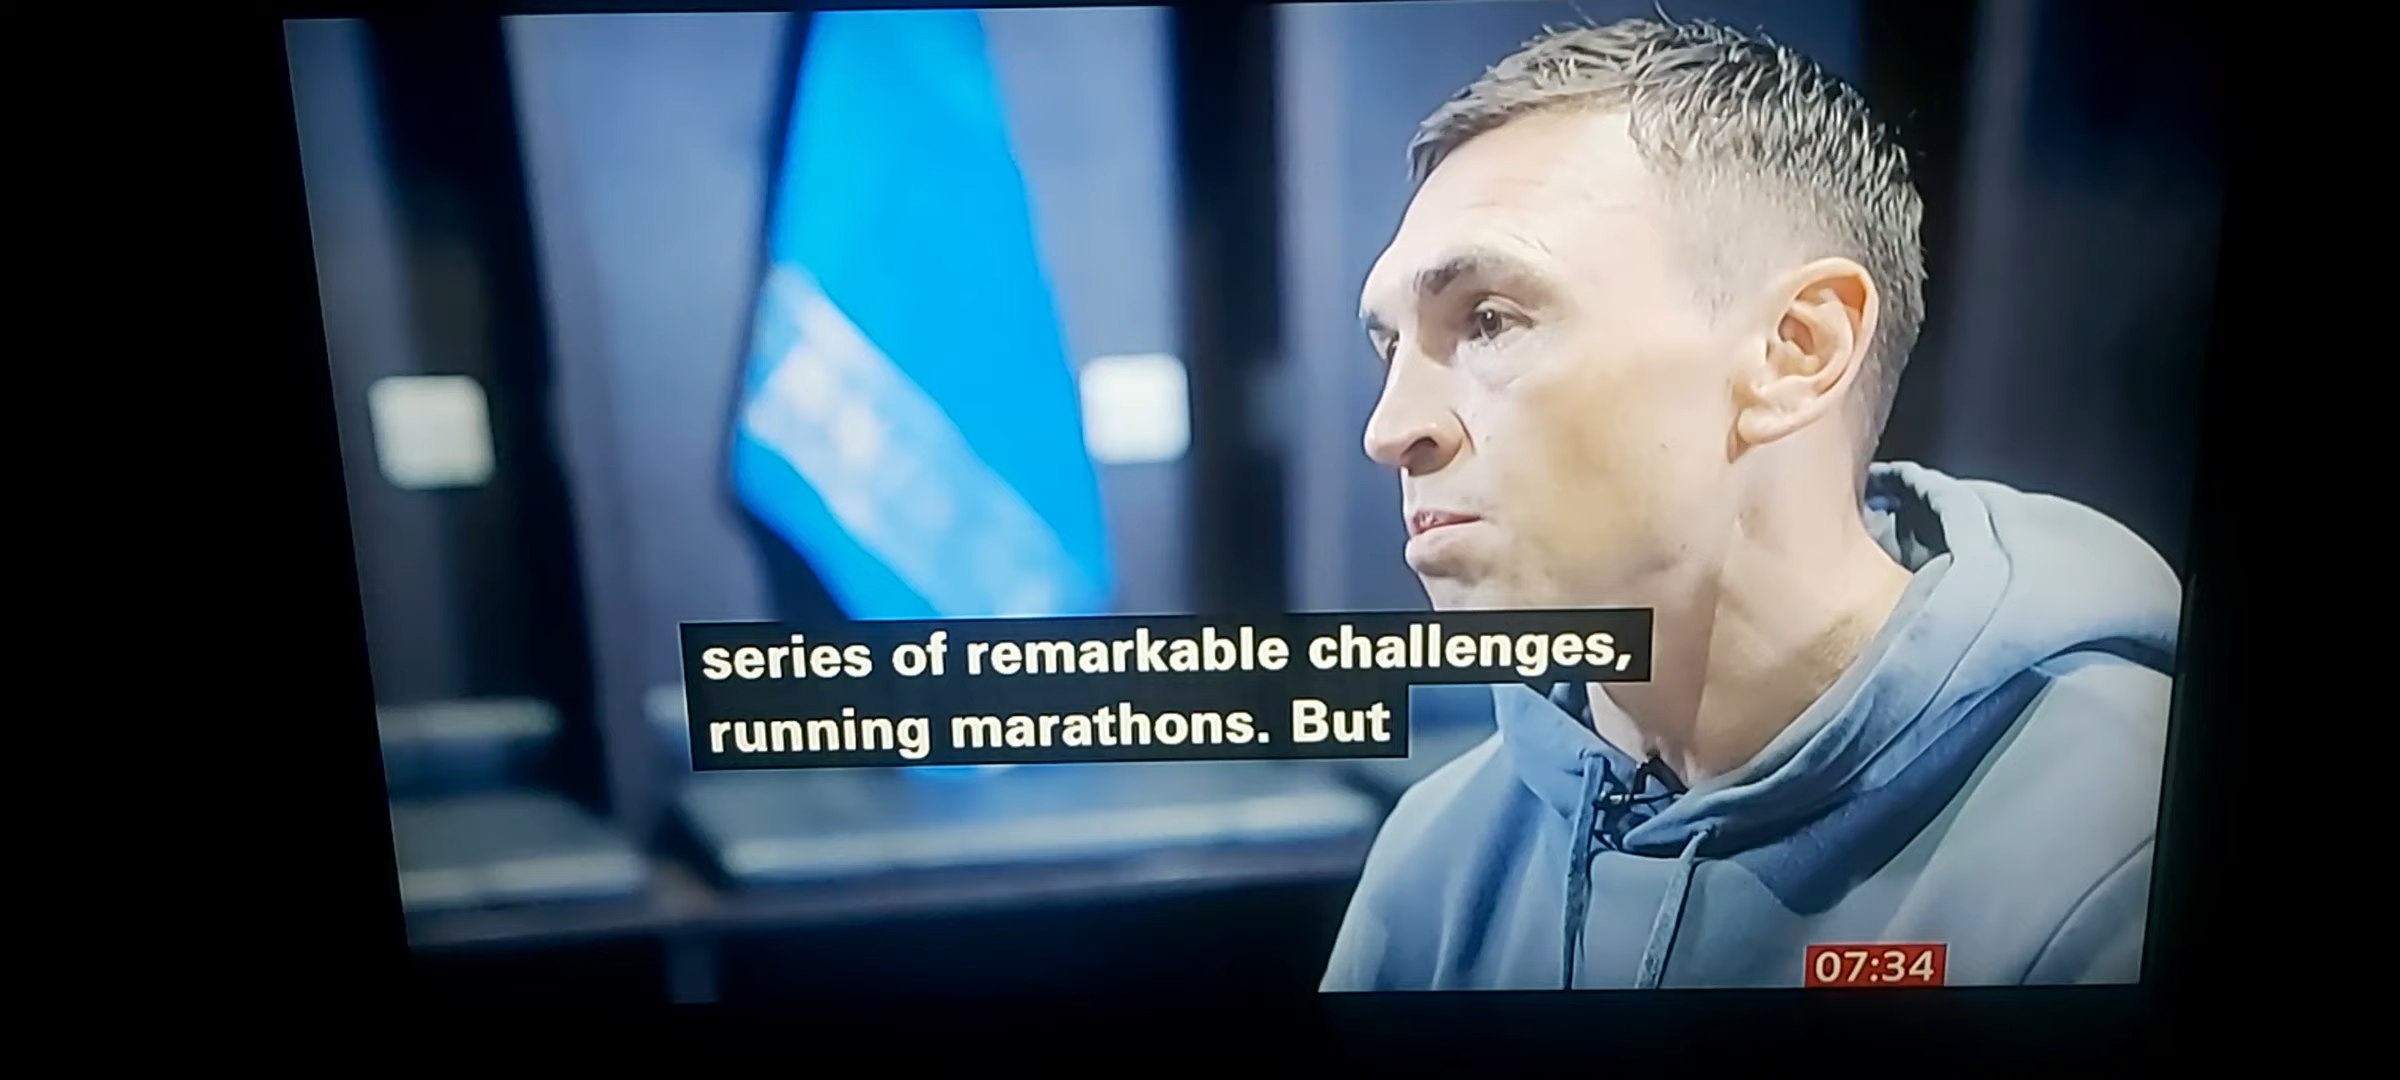 series of remarkable challenges,
running marathons. But
07:34